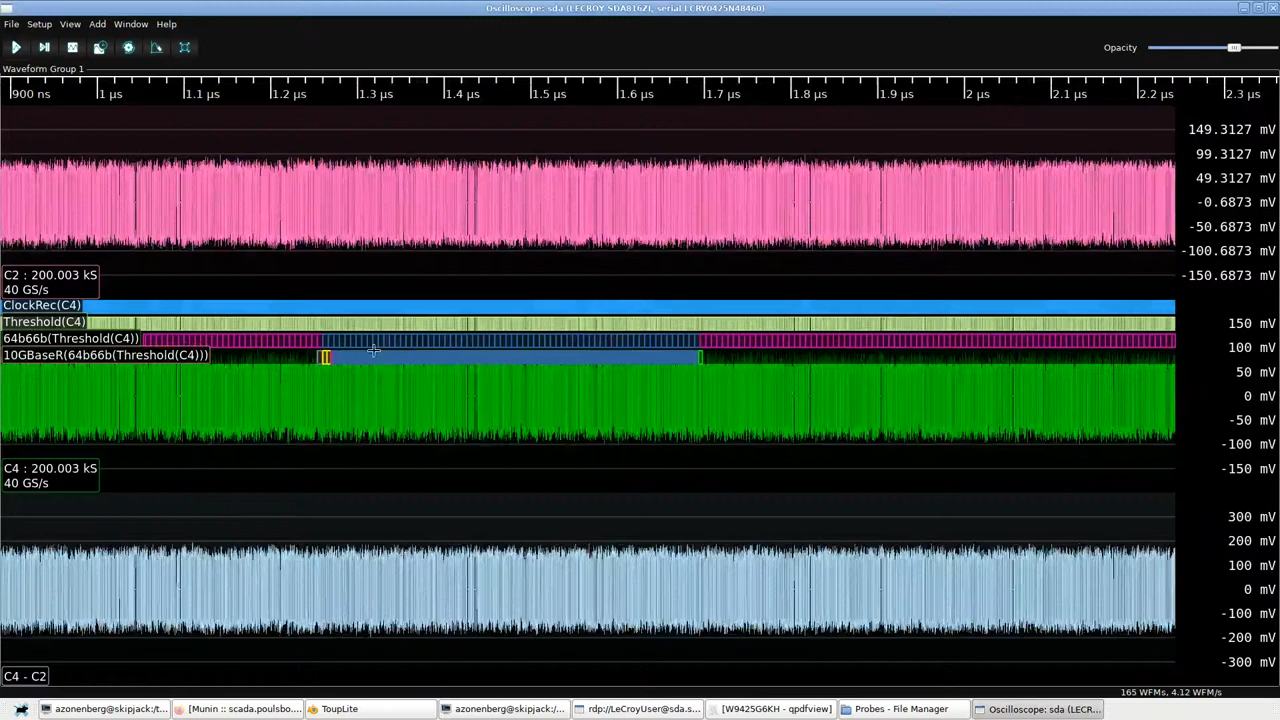 Oscilloscope: sda (LECROY SDA816ZI, serial LCRY0425N48460)
File Setup View Add Window Help
Opacity
Waveform Group 1
900 ns 1 µs 1.1 µs 1.2 µs 1.3 µs 1.4 µs 1.5 µs 1.6 µs 1.7 µs 1.8 µs 1.9 µs 2 µs 2.1 µs 2.2 µs 2.3 µs
149.3127 mV
99.3127 mV
49.3127 mV
-0.6873 mV
-50.6873 mV
-100.6873 mV
-150.6873 mV
C2 : 200.003 kS
40 GS/s
ClockRec(C4)
Threshold(C4)
64b66b(Threshold(C4))
10GBaseR(64b66b(Threshold(C4)))
150 mV
100 mV
50 mV
0 mV
-50 mV
-100 mV
-150 mV
C4 : 200.003 kS
40 GS/s
300 mV
200 mV
100 mV
0 mV
-100 mV
-200 mV
-300 mV
C4 - C2
165 WFMs, 4.12 WFM/s
azonenberg@skipjack:/t... [Munin :: scada.poulsbo... ToupLite azonenberg@skipjack:/... rdp://LeCroyUser@sda.s... [W9425G6KH - qpdfview] Probes - File Manager Oscilloscope: sda (LECR...